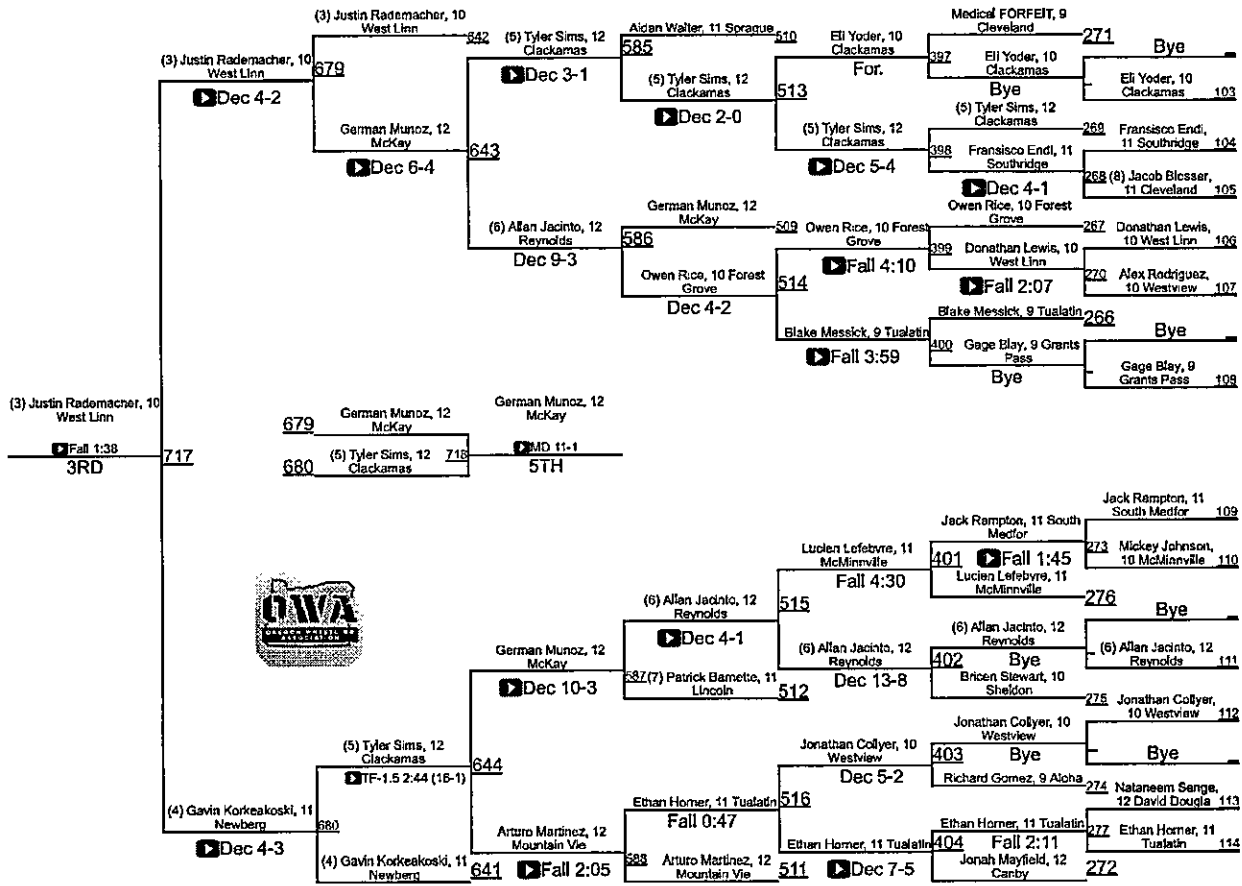 (3) Justin Rademacher, 10
West Linn
642
(3) Justin Rademacher, 10
West Linn
679
Dec 4-2
German Munoz, 12
McKay
Dec 6-4
643
(5) Tyler Sims, 12
Clackamas
585
Dec 3-1
Aidan Walter, 11 Sprague
510
(5) Tyler Sims, 12
Clackamas
Dec 2-0
513
Eli Yoder, 10
Clackamas
For.
397
Medical FORFEIT, 9
Cleveland
271
Eli Yoder, 10
Clackamas
Bye
Bye
Eli Yoder, 10
Clackamas
103
(5) Tyler Sims, 12
Clackamas
Dec 5-4
398
(5) Tyler Sims, 12
Clackamas
269
Fransisco Endi, 11
Southridge
Dec 4-1
268
Fransisco Endi,
11 Southridge
104
(8) Jacob Blesser,
11 Cleveland
105
(6) Allan Jacinto, 12
Reynolds
Dec 9-3
586
German Munoz, 12
McKay
509
Owen Rice, 10 Forest
Grove
Dec 4-2
514
Owen Rice, 10 Forest
Grove
Fall 4:10
399
Owen Rice, 10 Forest
Grove
267
Donathan Lewis, 10
West Linn
Fall 2:07
270
Donathan Lewis,
10 West Linn
106
Alex Rodriguez,
10 Westview
107
Blake Messick, 9 Tualatin
Fall 3:59
400
Blake Messick, 9 Tualatin
266
Gage Blay, 9 Grants
Pass
Bye
Bye
Gage Blay, 9
Grants Pass
108
(3) Justin Rademacher, 10
West Linn
Fall 1:38
3RD
717
679
German Munoz, 12
McKay
680
(5) Tyler Sims, 12
Clackamas
718
German Munoz, 12
McKay
MD 11-1
5TH
OWA
OREGON WRESTLING
ASSOCIATION
(4) Gavin Korkeakoski, 11
Newberg
Dec 4-3
680
(5) Tyler Sims, 12
Clackamas
TF-1.5 2:44 (16-1)
644
(4) Gavin Korkeakoski, 11
Newberg
641
German Munoz, 12
McKay
Dec 10-3
587
(6) Allan Jacinto, 12
Reynolds
Dec 4-1
515
(7) Patrick Barnette, 11
Lincoln
512
Lucien Lefebvre, 11
McMinnville
Fall 4:30
401
Jack Rampton, 11 South
Medfor
Fall 1:45
273
Jack Rampton, 11
South Medfor
109
Mickey Johnson,
10 McMinnville
110
Lucien Lefebvre, 11
McMinnville
276
(6) Allan Jacinto, 12
Reynolds
Dec 13-8
402
(6) Allan Jacinto, 12
Reynolds
Bye
Bye
(6) Allan Jacinto, 12
Reynolds
111
Bricen Stewart, 10
Sheldon
275
Arturo Martinez, 12
Mountain Vie
Fall 2:05
588
Ethan Horner, 11 Tualatin
Fall 0:47
516
Arturo Martinez, 12
Mountain Vie
511
Jonathan Collyer, 10
Westview
Dec 5-2
403
Jonathan Collyer, 10
Westview
Bye
Jonathan Collyer,
10 Westview
112
Bye
Richard Gomez, 9 Aloha
274
Ethan Horner, 11 Tualatin
Dec 7-5
404
Ethan Horner, 11 Tualatin
Fall 2:11
277
Nataneem Senge,
12 David Dougla
113
Ethan Horner, 11
Tualatin
114
Jonah Mayfield, 12
Canby
272